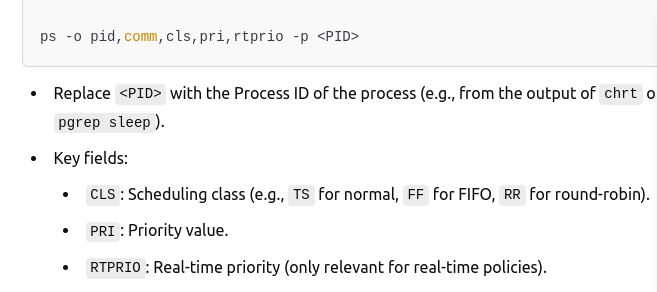 ps -o pid,comm,cls,pri,rtprio -p <PID>
• Replace <PID> with the Process ID of the process (e.g., from the output of chrt o
pgrep sleep ).
• Key fields:
• CLS : Scheduling class (e.g., TS for normal, FF for FIFO, RR for round-robin).
• PRI : Priority value.
• RTPRIO : Real-time priority (only relevant for real-time policies).